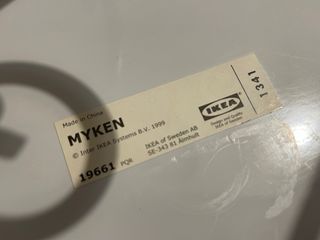 Made in China
MYKEN
© Inter IKEA Systems B.V. 1999
19661 PQR
IKEA of Sweden AB
SE-343 81 Älmhult
IKEA
Design and Quality
IKEA of Sweden
1341